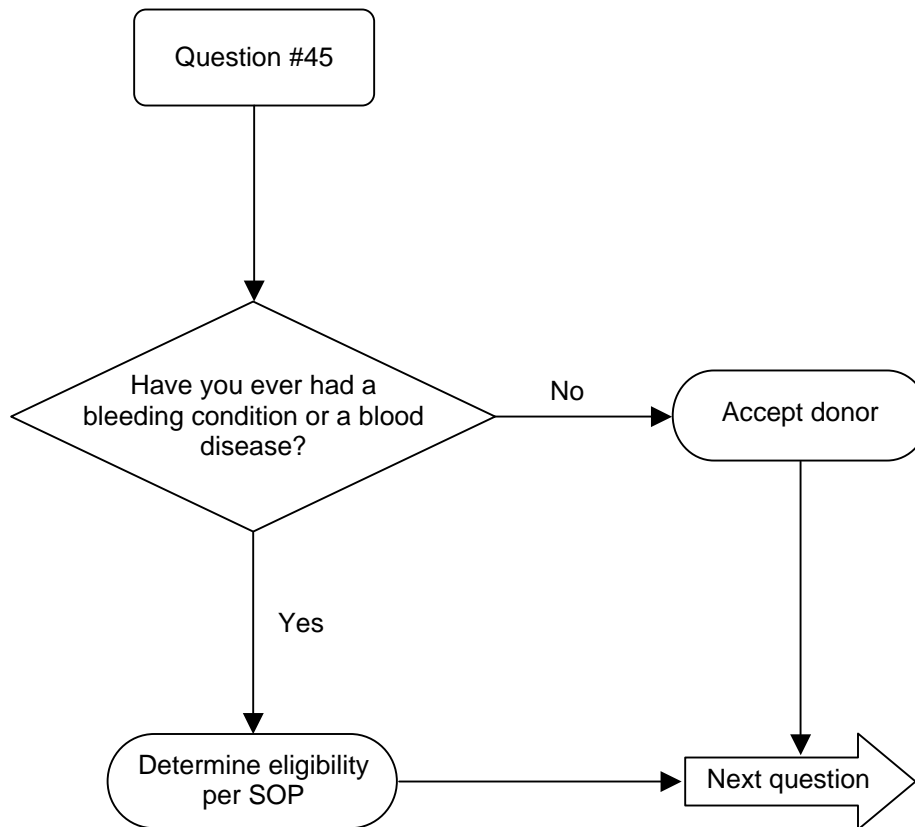 Question #45
Have you ever had a
bleeding condition or a blood
disease?
No
Accept donor
Yes
Determine eligibility
per SOP
Next question